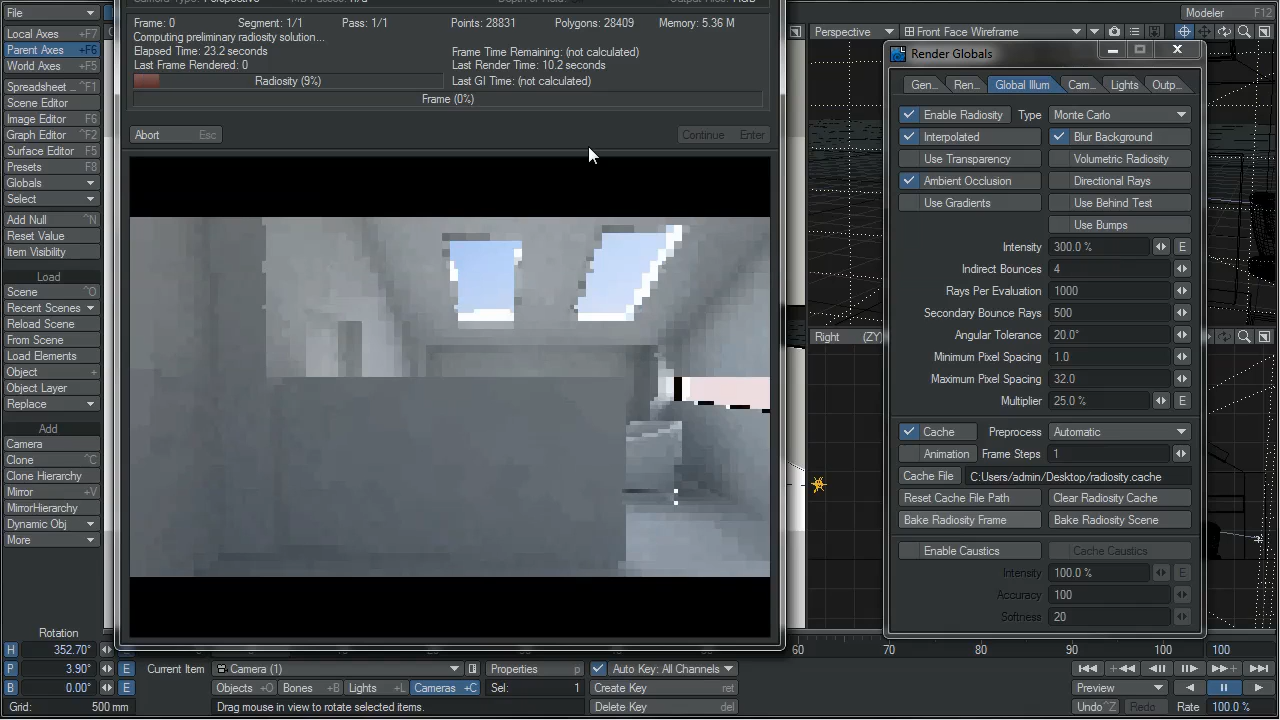 File
Local Axes +F7
Parent Axes +F6
World Axes +F5
Spreadsheet ... ^F1
Scene Editor
Image Editor F6
Graph Editor ^F2
Surface Editor F5
Presets F8
Globals
Select
Add Null ^N
Reset Value
Item Visibility
Load
Scene ^O
Recent Scenes
Reload Scene
From Scene
Load Elements
Object +
Object Layer
Replace
Add
Camera
Clone ^C
Clone Hierarchy
Mirror +V
MirrorHierarchy
Dynamic Obj
More
Frame: 0 Segment: 1/1 Pass: 1/1 Points: 28831 Polygons: 28409 Memory: 5.36 M
Computing preliminary radiosity solution...
Elapsed Time: 23.2 seconds Frame Time Remaining: (not calculated)
Last Frame Rendered: 0 Last Render Time: 10.2 seconds
Radiosity (9%) Last GI Time: (not calculated)
Frame (0%)
Abort Esc Continue Enter
Modeler F12
Perspective Front Face Wireframe
Right (ZY)
Render Globals
Gen... Ren... Global Illum Cam... Lights Outp...
Enable Radiosity Type Monte Carlo
Interpolated Blur Background
Use Transparency Volumetric Radiosity
Ambient Occlusion Directional Rays
Use Gradients Use Behind Test
Use Bumps
Intensity 300.0 % E
Indirect Bounces 4
Rays Per Evaluation 1000
Secondary Bounce Rays 500
Angular Tolerance 20.0°
Minimum Pixel Spacing 1.0
Maximum Pixel Spacing 32.0
Multiplier 25.0 % E
Cache Preprocess Automatic
Animation Frame Steps 1
Cache File C:Users/admin/Desktop/radiosity.cache
Reset Cache File Path Clear Radiosity Cache
Bake Radiosity Frame Bake Radiosity Scene
Enable Caustics Cache Caustics
Intensity 100.0 % E
Accuracy 100
Softness 20
60 70 80 90 100 100
Rotation
H 352.70° E
P 3.90° E
B 0.00° E
Grid: 500 mm
Current Item Camera (1) Properties p Auto Key: All Channels
Objects +O Bones +B Lights +L Cameras +C Sel: 1 Create Key ret
Drag mouse in view to rotate selected items. Delete Key del
Preview
Undo ^Z Redo Rate 100.0 %